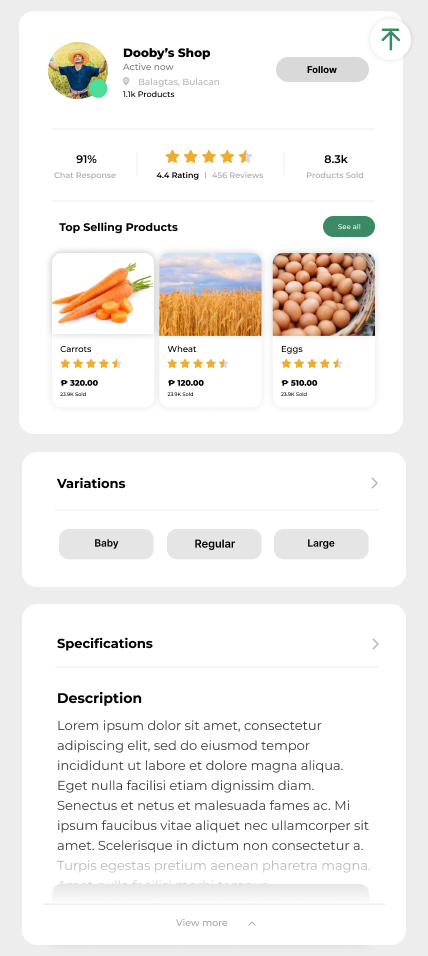 Dooby's Shop
Active now
Balagtas, Bulacan
1.1k Products
Follow
91%
Chat Response
4.4 Rating | 456 Reviews
8.3k
Products Sold
Top Selling Products
See all
Carrots
₱ 320.00
23.9K Sold
Wheat
₱ 120.00
23.9K Sold
Eggs
₱ 510.00
23.9K Sold
Variations
Baby
Regular
Large
Specifications
Description
Lorem ipsum dolor sit amet, consectetur
adipiscing elit, sed do eiusmod tempor
incididunt ut labore et dolore magna aliqua.
Eget nulla facilisi etiam dignissim diam.
Senectus et netus et malesuada fames ac. Mi
ipsum faucibus vitae aliquet nec ullamcorper sit
amet. Scelerisque in dictum non consectetur a.
Turpis egestas pretium aenean pharetra magna.
View more